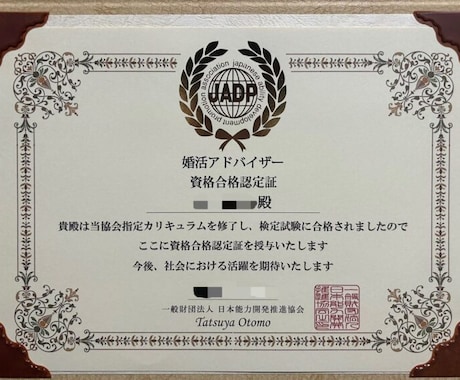 association japanese ability development promotion
JADP
婚活アドバイザー
資格合格認定証
殿
貴殿は当協会指定カリキュラムを修了し、検定試験に合格されましたので
ここに資格合格認定証を授与いたします
今後、社会における活躍を期待いたします
一般財団法人 日本能力開発推進協会
Tatsuya Otomo